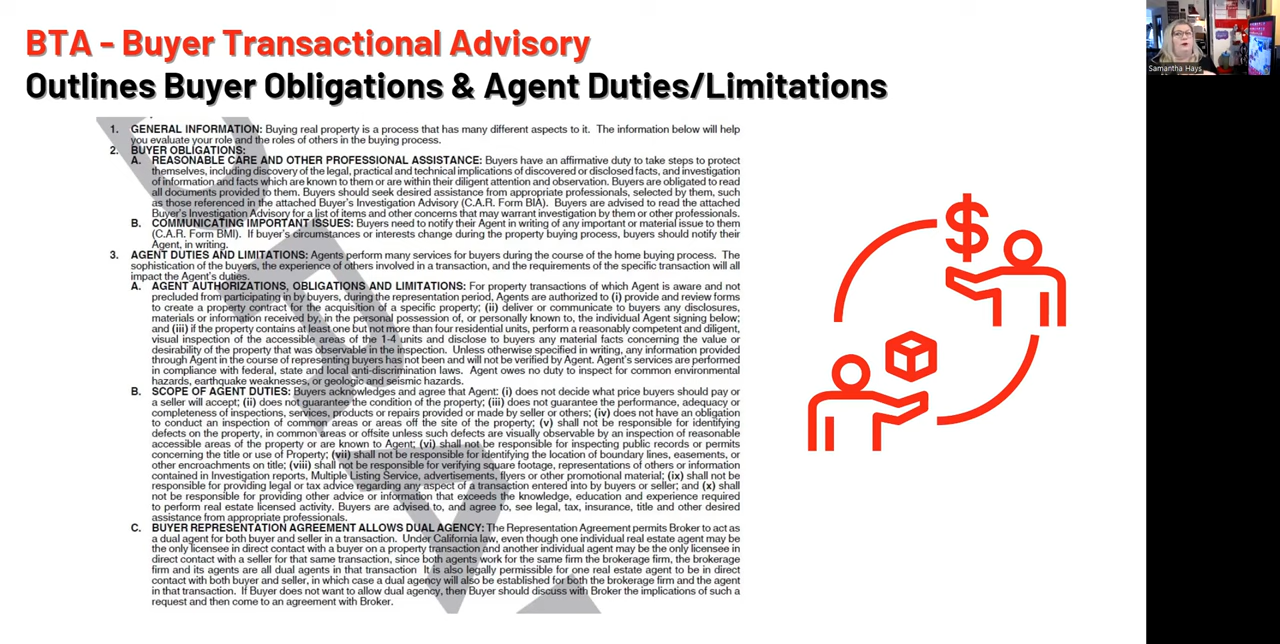 BTA - Buyer Transactional Advisory
Outlines Buyer Obligations & Agent Duties/Limitations
Samantha Hays
1. GENERAL INFORMATION: Buying real property is a process that has many different aspects to it. The information below will help
you evaluate your role and the roles of others in the buying process.
2. BUYER OBLIGATIONS:
A. REASONABLE CARE AND OTHER PROFESSIONAL ASSISTANCE: Buyers have an affirmative duty to take steps to protect
themselves, including discovery of the legal, practical and technical implications of discovered or disclosed facts, and investigation
of information and facts which are known to them or are within their diligent attention and observation. Buyers are obligated to read
all documents provided to them. Buyers should seek desired assistance from appropriate professionals, selected by them, such
as those referenced in the attached Buyer's Investigation Advisory (C.A.R. Form BIA). Buyers are advised to read the attached
Buyer's Investigation Advisory for a list of items and other concerns that may warrant investigation by them or other professionals.
B. COMMUNICATING IMPORTANT ISSUES: Buyers need to notify their Agent in writing of any important or material issue to them
(C.A.R. Form BMI). If buyer's circumstances or interests change during the property buying process, buyers should notify their
Agent, in writing.
3. AGENT DUTIES AND LIMITATIONS: Agents perform many services for buyers during the course of the home buying process. The
sophistication of the buyers, the experience of others involved in a transaction, and the requirements of the specific transaction will all
impact the Agent's duties.
A. AGENT AUTHORIZATIONS, OBLIGATIONS AND LIMITATIONS: For property transactions of which Agent is aware and not
precluded from participating in by buyers, during the representation period, Agents are authorized to (i) provide and review forms
to create a property contract for the acquisition of a specific property; (ii) deliver or communicate to buyers any disclosures,
materials or information received by, in the personal possession of, or personally known to, the individual Agent signing below;
and (iii) if the property contains at least one but not more than four residential units, perform a reasonably competent and diligent,
visual inspection of the accessible areas of the 1-4 units and disclose to buyers any material facts concerning the value or
desirability of the property that was observable in the inspection. Unless otherwise specified in writing, any information provided
through Agent in the course of representing buyers has not been and will not be verified by Agent. Agent's services are performed
in compliance with federal, state and local anti-discrimination laws. Agent owes no duty to inspect for common environmental
hazards, earthquake weaknesses, or geologic and seismic hazards.
B. SCOPE OF AGENT DUTIES: Buyers acknowledge and agree that Agent: (i) does not decide what price buyers should pay or
a seller will accept; (ii) does not guarantee the condition of the property; (iii) does not guarantee the performance, adequacy or
completeness of inspections, services, products or repairs provided or made by seller or others; (iv) does not have an obligation
to conduct an inspection of common areas or areas off the site of the property; (v) shall not be responsible for identifying
defects on the property, in common areas or offsite unless such defects are visually observable by an inspection of reasonable
accessible areas of the property or are known to Agent; (vi) shall not be responsible for inspecting public records or permits
concerning the title or use of Property; (vii) shall not be responsible for identifying the location of boundary lines, easements, or
other encroachments on title; (viii) shall not be responsible for verifying square footage, representations of others or information
contained in Investigation reports, Multiple Listing Service, advertisements, flyers or other promotional material; (ix) shall not be
responsible for providing legal or tax advice regarding any aspect of a transaction entered into by buyers or seller; and (x) shall
not be responsible for providing other advice or information that exceeds the knowledge, education and experience required
to perform real estate licensed activity. Buyers are advised to, and agree to, see legal, tax, insurance, title and other desired
assistance from appropriate professionals.
C. BUYER REPRESENTATION AGREEMENT ALLOWS DUAL AGENCY: The Representation Agreement permits Broker to act as
a dual agent for both buyer and seller in a transaction. Under California law, even though one individual real estate agent may be
the only licensee in direct contact with a buyer on a property transaction and another individual agent may be the only licensee in
direct contact with a seller for that same transaction, since both agents work for the same firm the brokerage firm, the brokerage
firm and its agents are all dual agents in that transaction It is also legally permissible for one real estate agent to be in direct
contact with both buyer and seller, in which case a dual agency will also be established for both the brokerage firm and the agent
in that transaction. If Buyer does not want to allow dual agency, then Buyer should discuss with Broker the implications of such a
request and then come to an agreement with Broker.
$